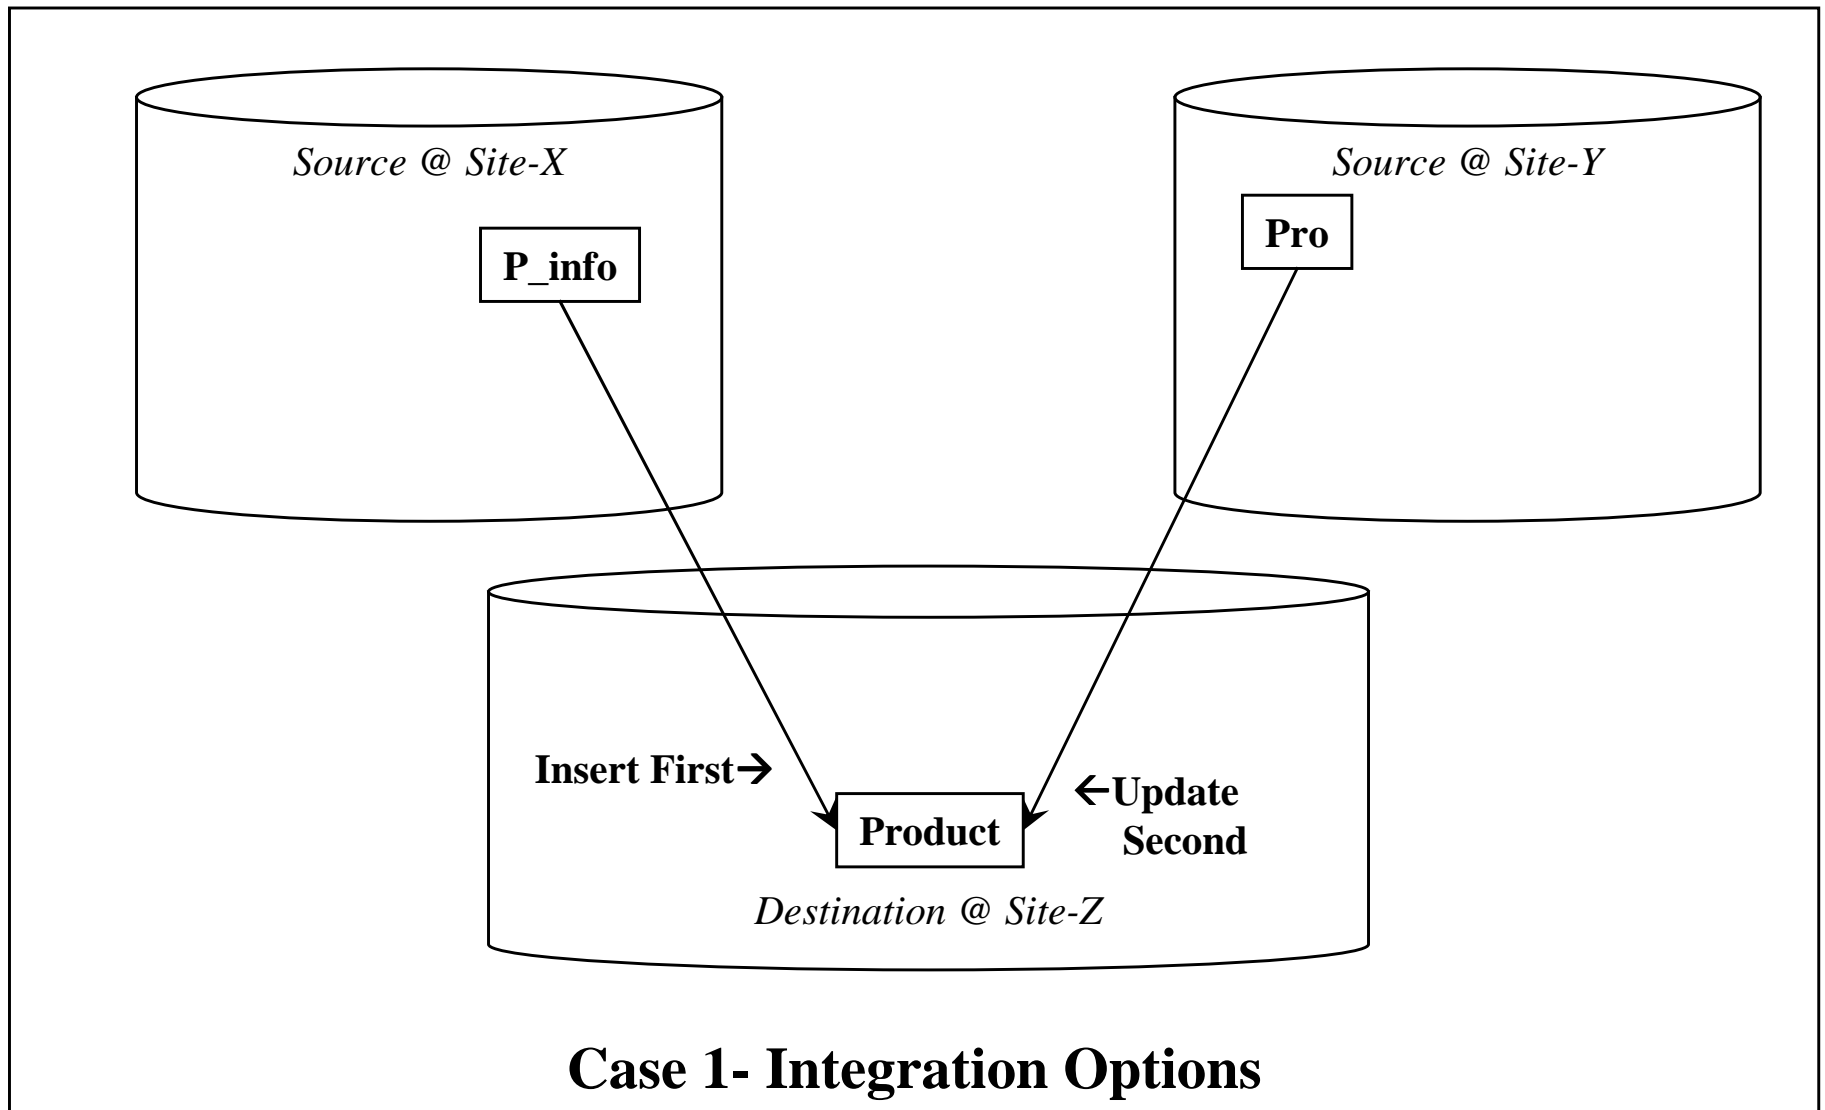 Source @ Site-X
Source @ Site-Y
P_info
Pro
Insert First→
←Update
Second
Product
Destination @ Site-Z
Case 1- Integration Options